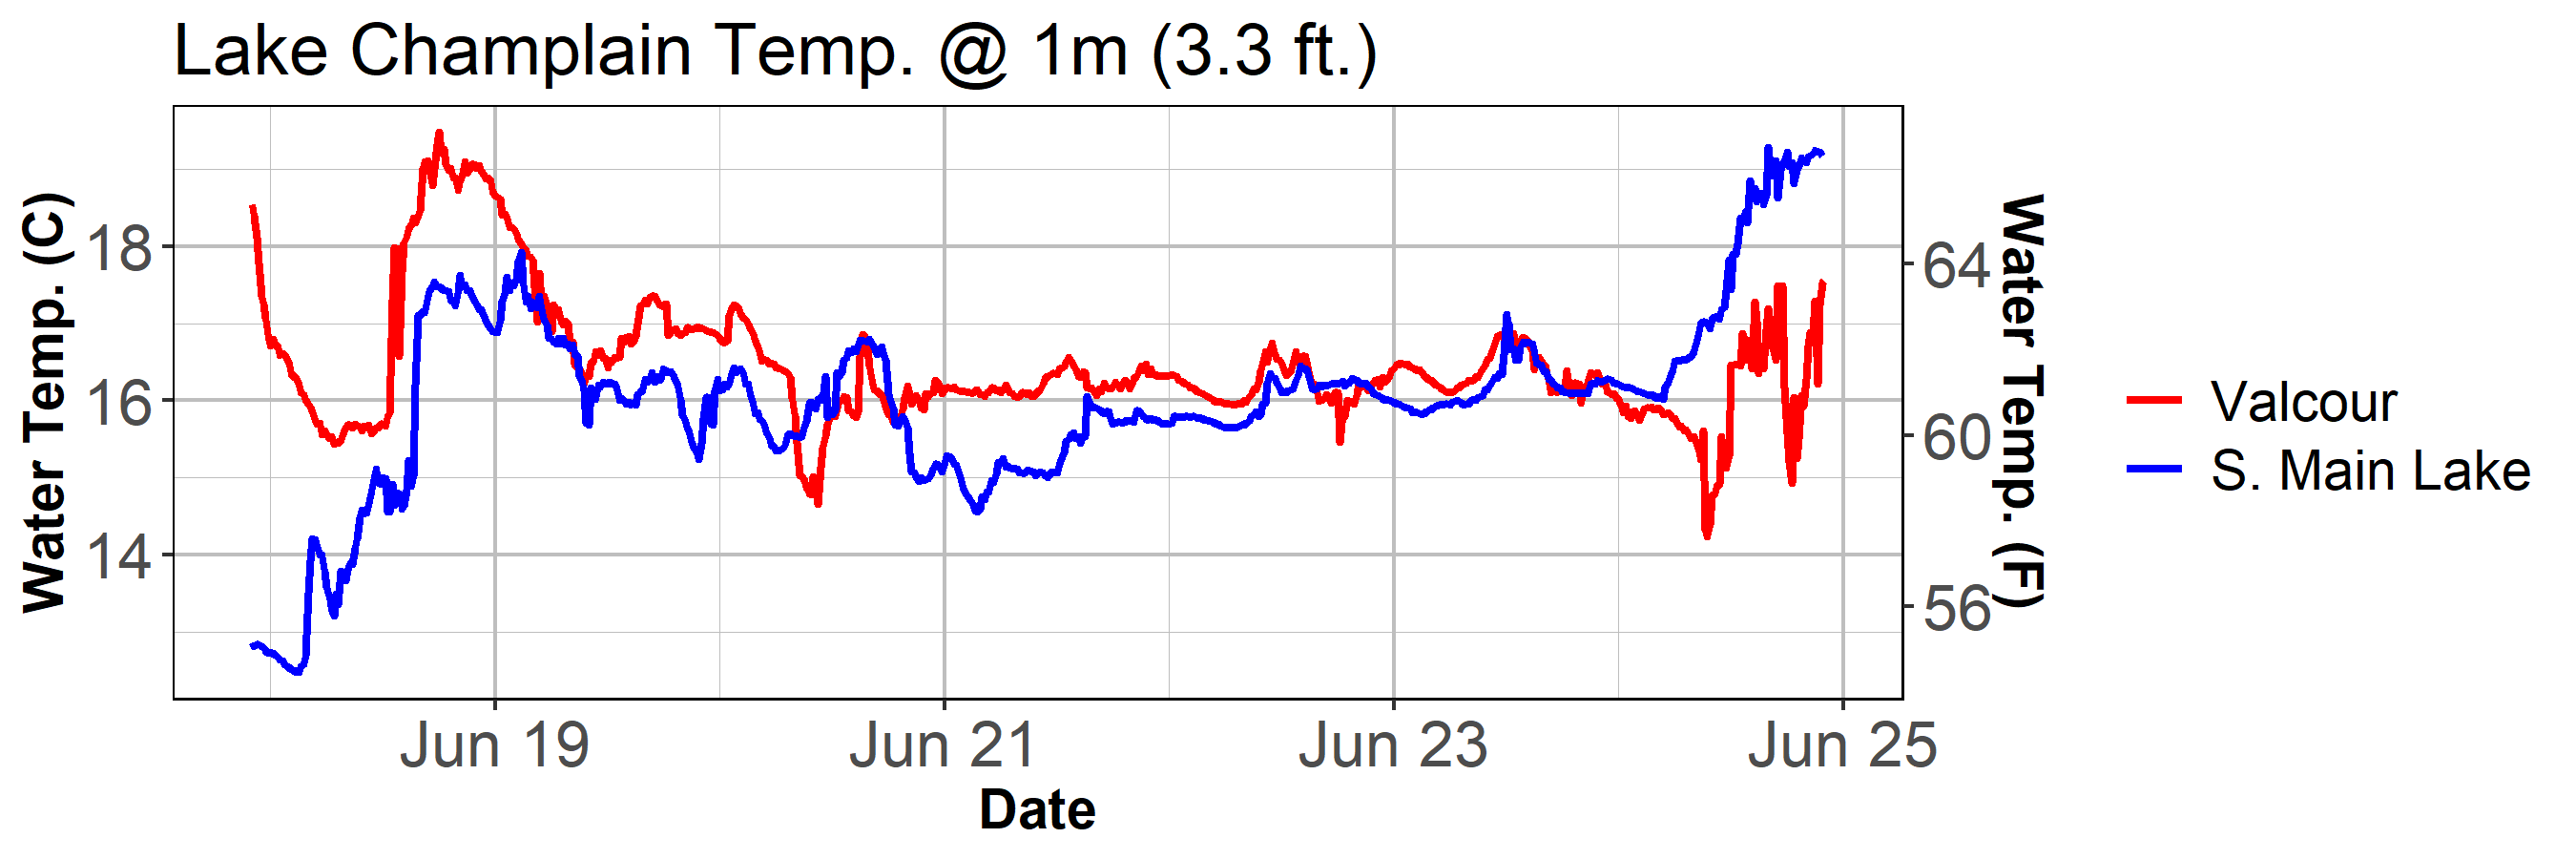 Lake Champlain Temp. @ 1m (3.3 ft.)
Water Temp. (C)
18
16
14
64
60
56
Water Temp. (F)
Jun 19
Jun 21
Jun 23
Jun 25
Date
Valcour
S. Main Lake